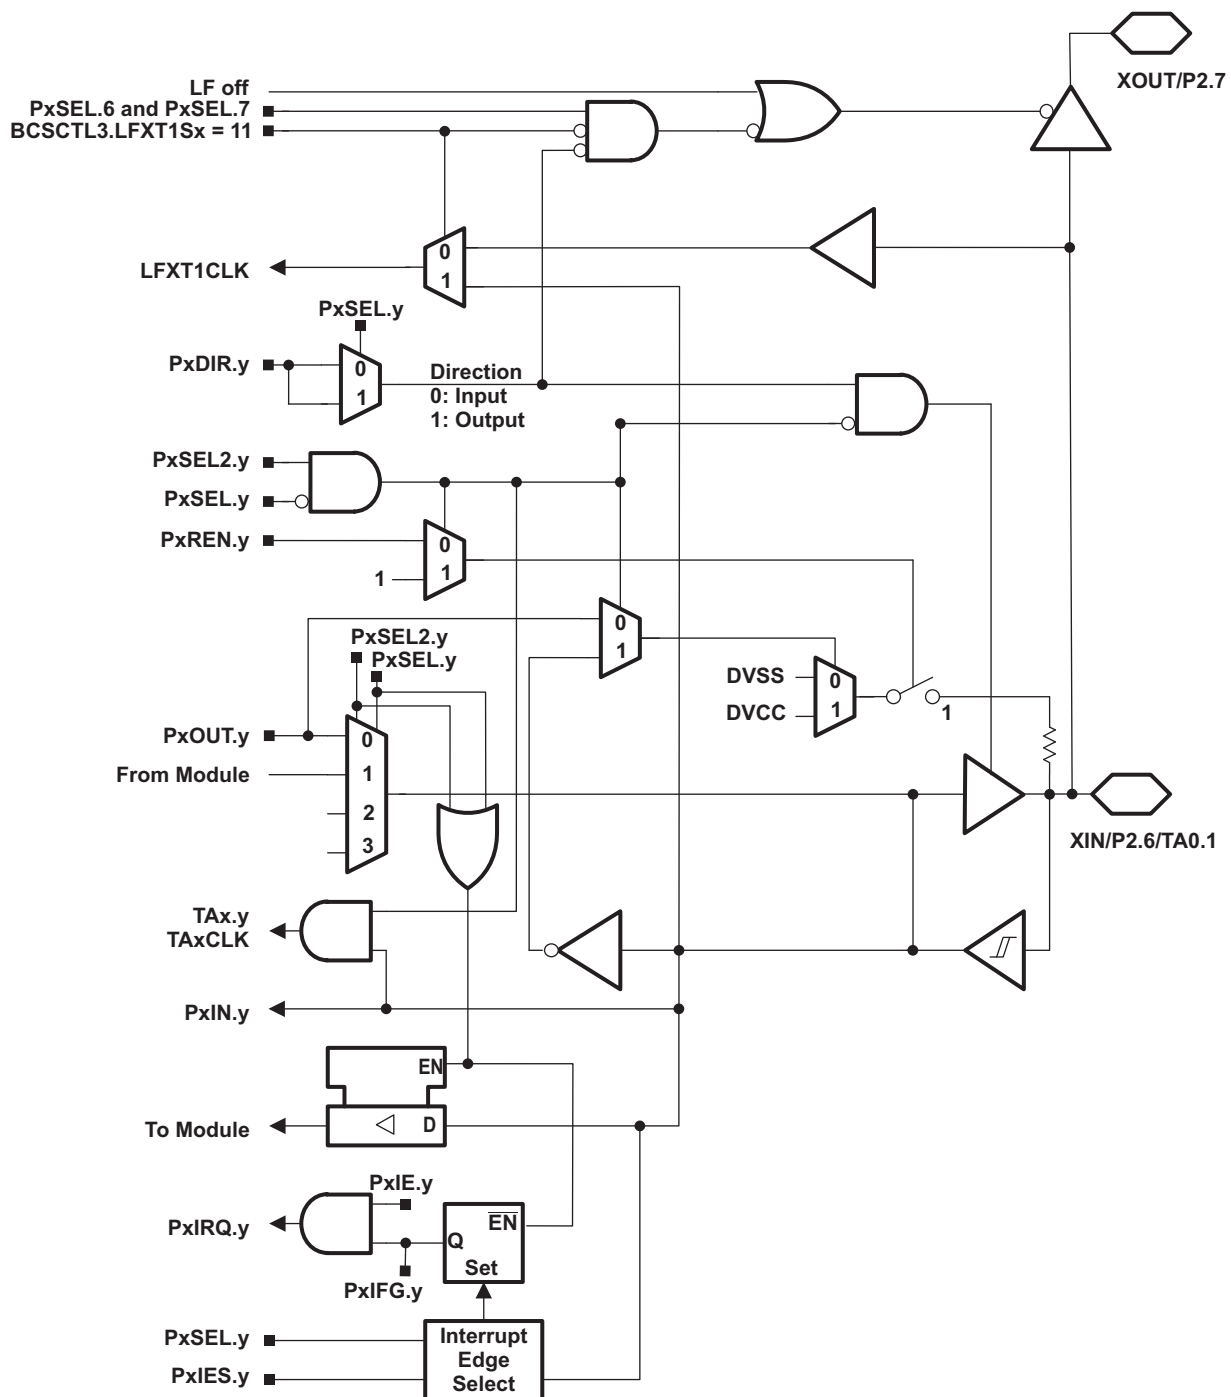 XOUT/P2.7
LF off
PxSEL.6 and PxSEL.7
BCSCTL3.LFXT1Sx = 11
0
1
LFXT1CLK
PxSEL.y
PxDIR.y
0
1
Direction
0: Input
1: Output
PxSEL2.y
PxSEL.y
PxREN.y
0
1
1
0
1
PxSEL2.y
PxSEL.y
DVSS
DVCC
0
1
1
PxOUT.y
From Module
0
1
2
3
XIN/P2.6/TA0.1
TAx.y
TAxCLK
PxIN.y
EN
D
To Module
PxIE.y
PxIRQ.y
EN
Q
Set
PxIFG.y
PxSEL.y
PxIES.y
Interrupt
Edge
Select